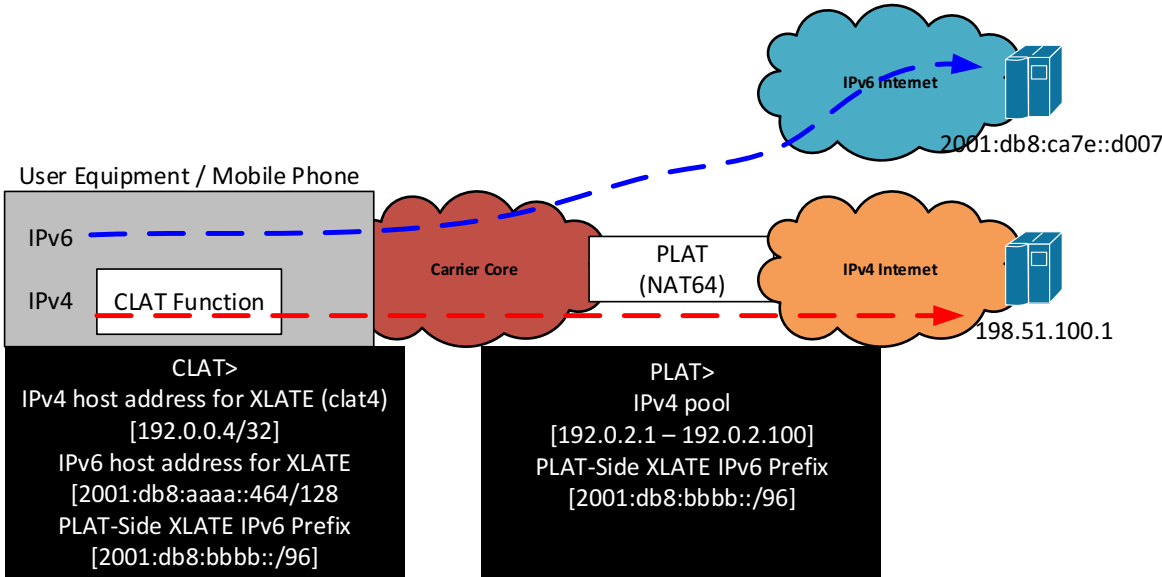 IPv6 Internet
2001:db8:ca7e::d007
User Equipment / Mobile Phone
IPv6
IPv4
CLAT Function
Carrier Core
PLAT
(NAT64)
IPv4 Internet
198.51.100.1
CLAT>
IPv4 host address for XLATE (clat4)
[192.0.0.4/32]
IPv6 host address for XLATE
[2001:db8:aaaa::464/128
PLAT-Side XLATE IPv6 Prefix
[2001:db8:bbbb::/96]
PLAT>
IPv4 pool
[192.0.2.1 – 192.0.2.100]
PLAT-Side XLATE IPv6 Prefix
[2001:db8:bbbb::/96]